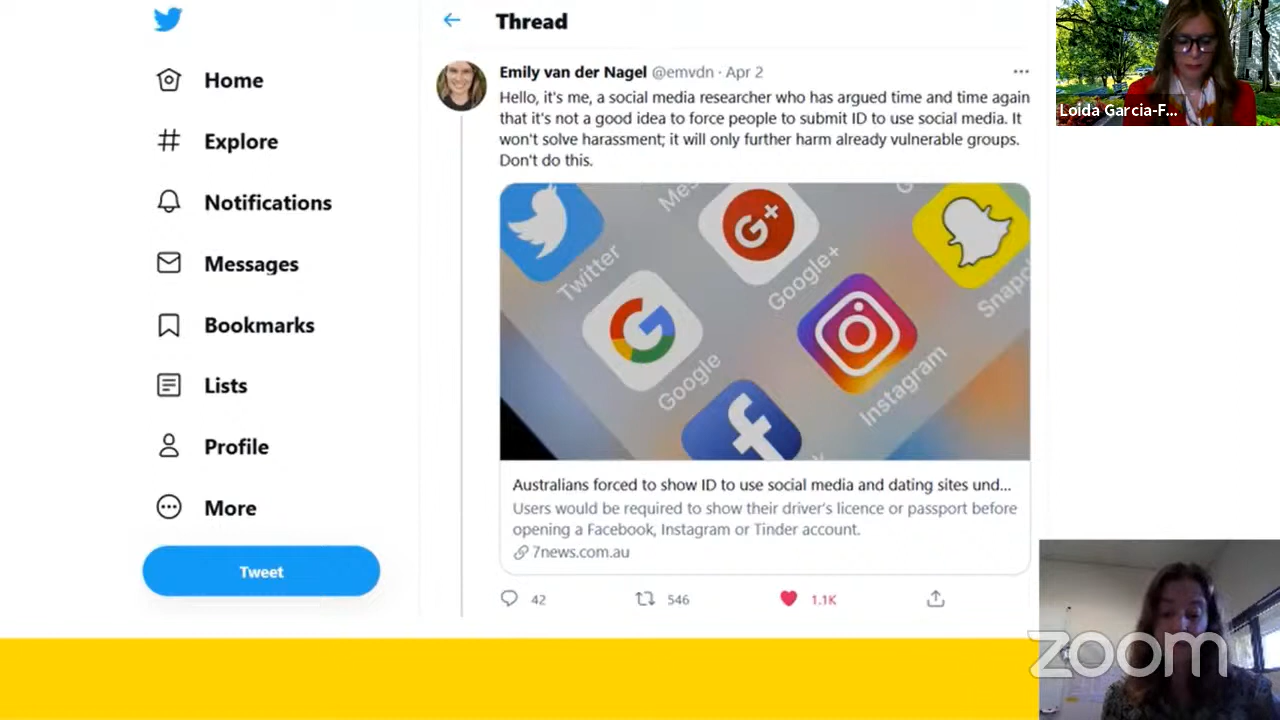 Home
Explore
Notifications
Messages
Bookmarks
Lists
Profile
More
Tweet
Thread
Emily van der Nagel @emvdn · Apr 2
Hello, it's me, a social media researcher who has argued time and time again
that it's not a good idea to force people to submit ID to use social media. It
won't solve harassment; it will only further harm already vulnerable groups.
Don't do this.
Mes
G
Twitter
Google+
Snapc
Google
Instagram
k
Australians forced to show ID to use social media and dating sites und...
Users would be required to show their driver's licence or passport before
opening a Facebook, Instagram or Tinder account.
7news.com.au
42
546
1.1K
Loida Garcia-F...
zoom